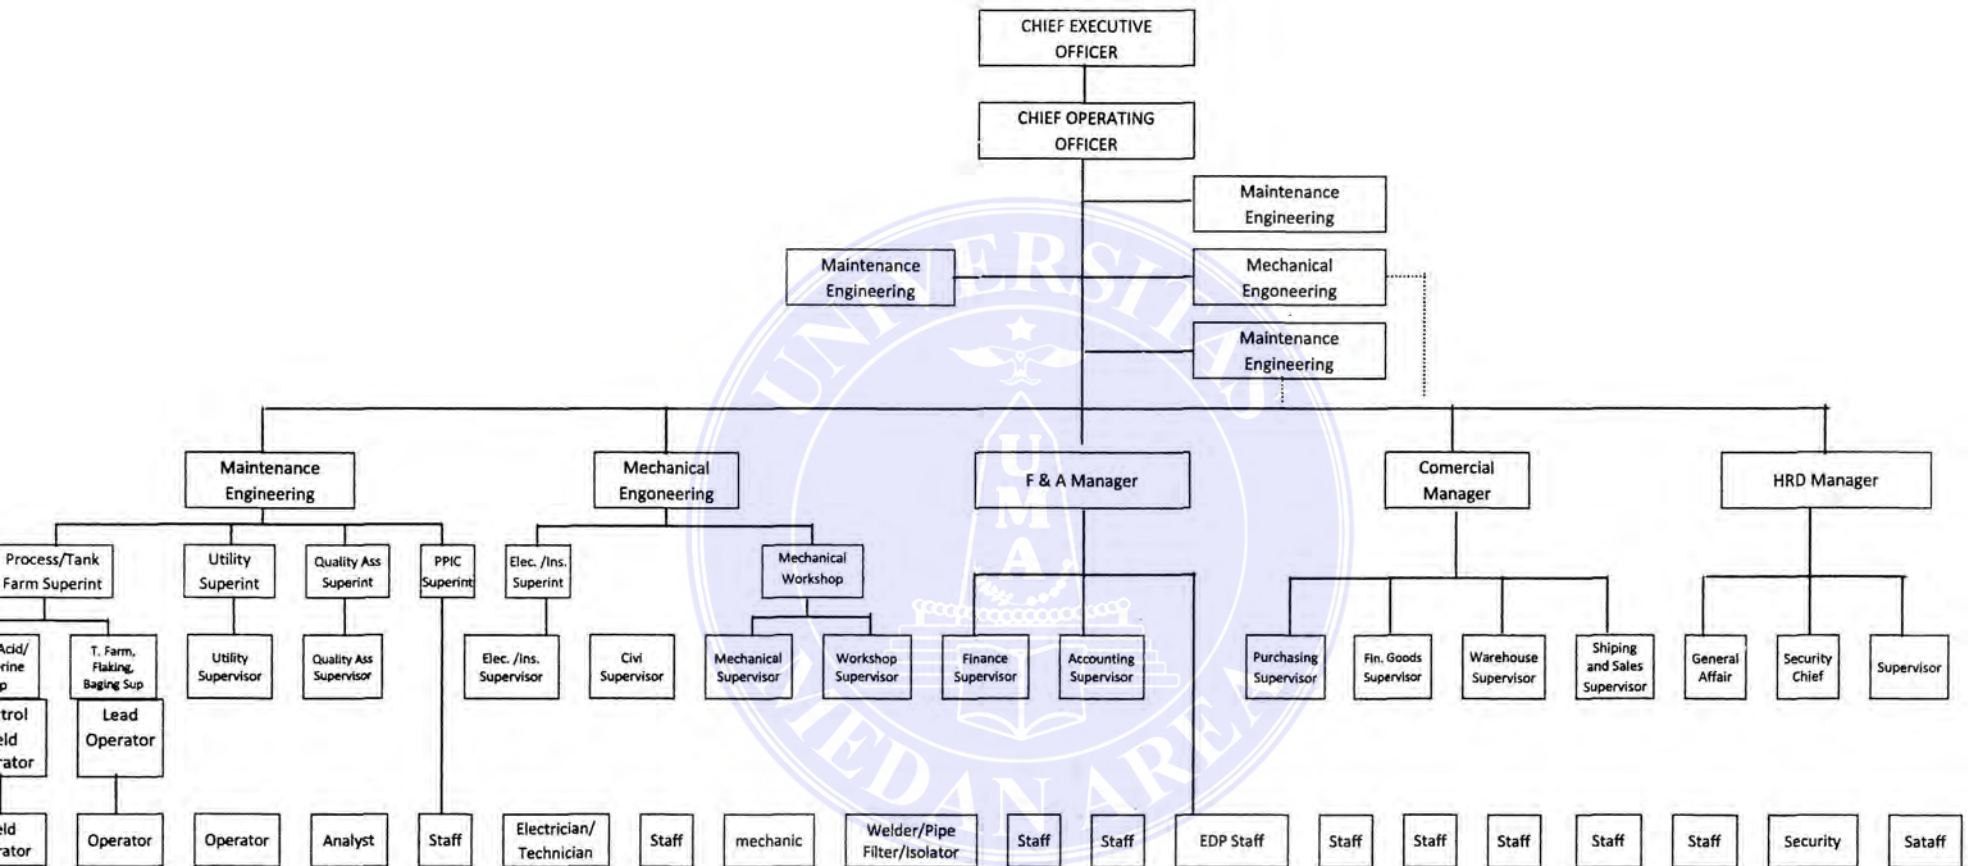 CHIEF EXECUTIVE
OFFICER
CHIEF OPERATING
OFFICER
Maintenance
Engineering
Maintenance
Engineering
Mechanical
Engoneering
Maintenance
Engineering
Maintenance
Engineering
Mechanical
Engoneering
F & A Manager
Comercial
Manager
HRD Manager
Process/Tank
Farm Superint
Utility
Superint
Quality Ass
Superint
PPIC
Superint
Elec. /Ins.
Superint
Mechanical
Workshop
Acid/
T. Farm,
Flaking,
Baging Sup
Utility
Supervisor
Quality Ass
Supervisor
Elec. /Ins.
Supervisor
Civi
Supervisor
Mechanical
Supervisor
Workshop
Supervisor
Finance
Supervisor
Accounting
Supervisor
Purchasing
Supervisor
Fin. Goods
Supervisor
Warehouse
Supervisor
Shiping
and Sales
Supervisor
General
Affair
Security
Chief
Supervisor
Lead
Operator
Operator
Operator
Analyst
Staff
Electrician/
Technician
Staff
mechanic
Welder/Pipe
Filter/Isolator
Staff
Staff
EDP Staff
Staff
Staff
Staff
Staff
Staff
Security
Sataff
UNIVERSITAS
MEDAN AREA
UMA